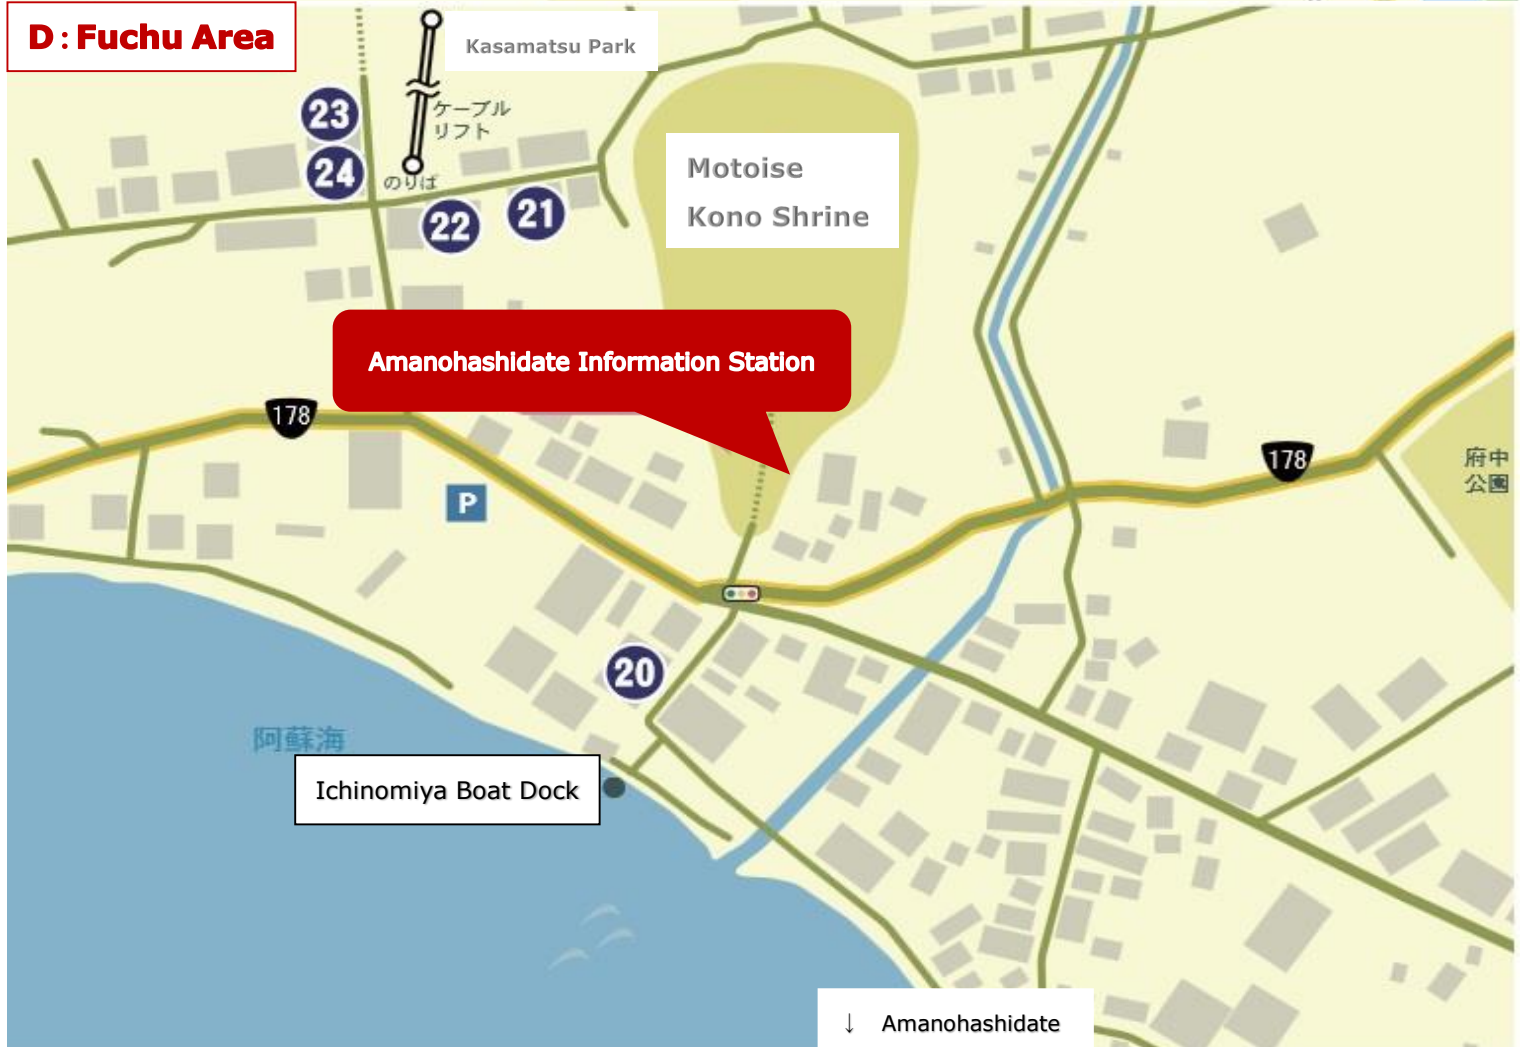 D:Fuchu Area
Kasamatsu Park
ケーブル
リフト
23
24
のりば
22
21
Motoise
Kono Shrine
Amanohashidate Information Station
178
178
府中
公園
P
20
阿蘇海
Ichinomiya Boat Dock
↓ Amanohashidate